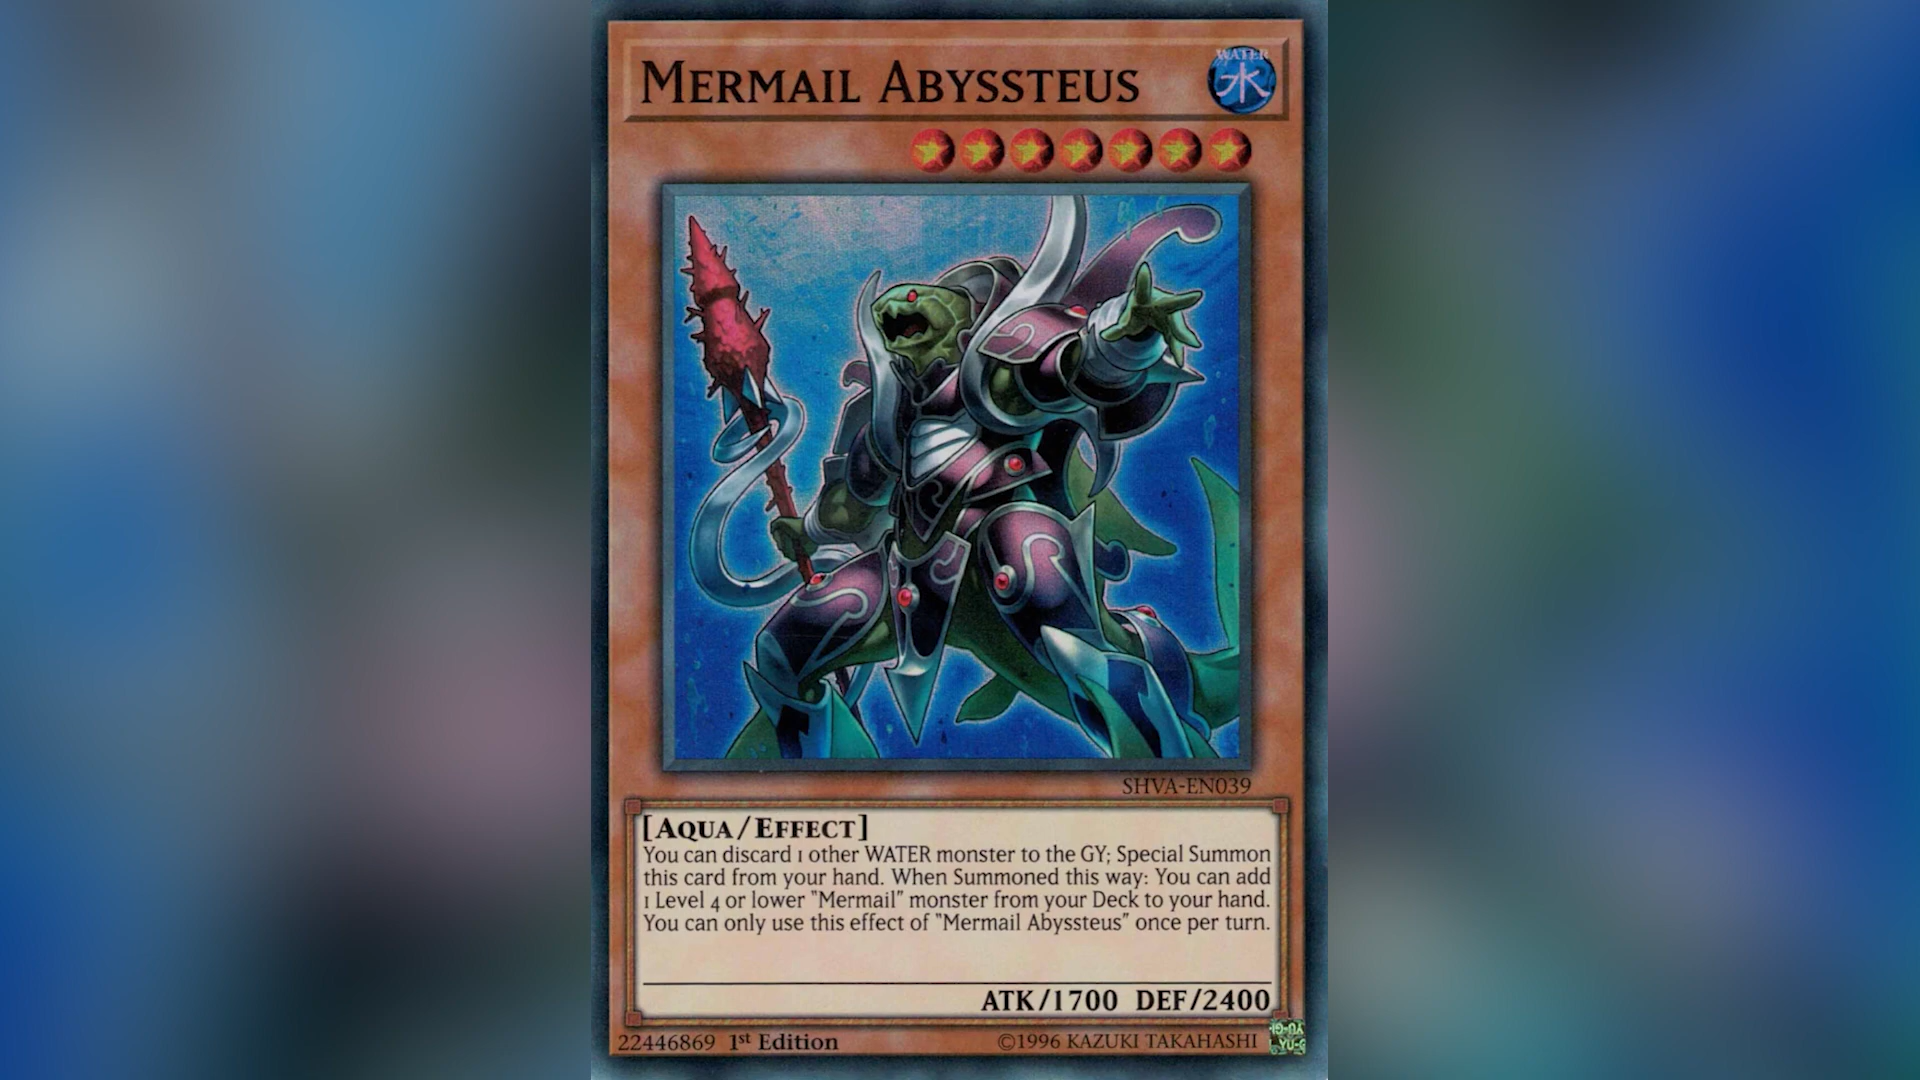 MERMAIL ABYSSTEUS
WATER
水
SHVA-EN039
[AQUA/EFFECT]
You can discard 1 other WATER monster to the GY; Special Summon
this card from your hand. When Summoned this way: You can add
1 Level 4 or lower "Mermail" monster from your Deck to your hand.
You can only use this effect of "Mermail Abyssteus" once per turn.
ATK/1700 DEF/2400
22446869 1st Edition
©1996 KAZUKI TAKAHASHI